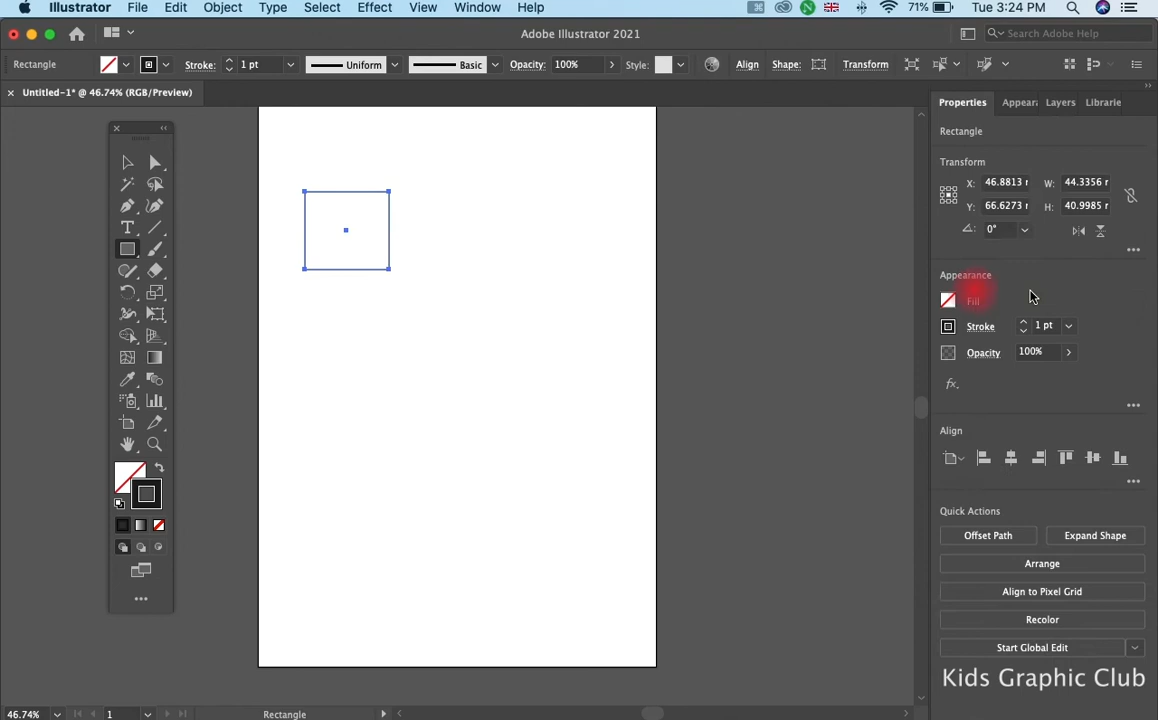 Illustrator File Edit Object Type Select Effect View Window Help 71% Tue 3:24 PM
Adobe Illustrator 2021 Search Adobe Help
Rectangle Stroke: 1 pt Uniform Basic Opacity: 100% Style: Align Shape: Transform
Untitled-1* @ 46.74% (RGB/Preview)
Properties Appeara Layers Librarie
Rectangle
Transform
X: 46.8813 r W: 44.3356 r
Y: 66.6273 r H: 40.9985 r
0°
Appearance
Fill
Stroke 1 pt
Opacity 100%
fx.
Align
Quick Actions
Offset Path Expand Shape
Arrange
Align to Pixel Grid
Recolor
Start Global Edit
Kids Graphic Club
46.74% 1 Rectangle